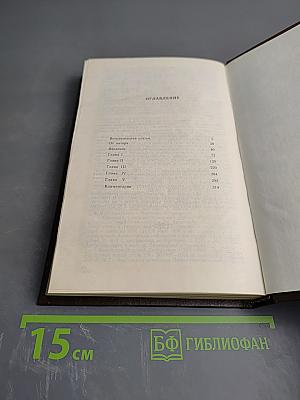 ОГЛАВЛЕНИЕ
Вступительная статья 5
От автора
Введение
Глава I
Глава II
Глава III
Глава IV
Глава V
Комментарии
15 см
БФ ГИБЛИОФАН